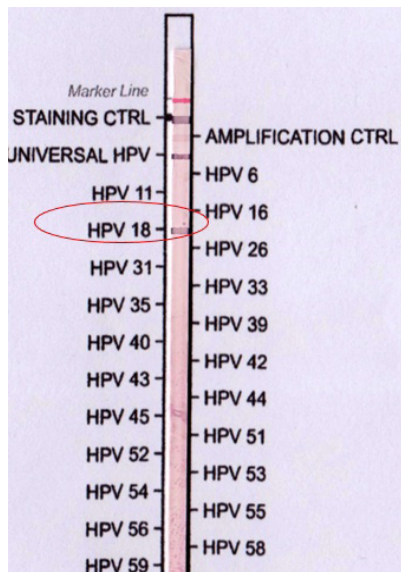 Marker Line
STAINING CTRL
AMPLIFICATION CTRL
UNIVERSAL HPV
HPV 6
HPV 11
HPV 16
HPV 18
HPV 26
HPV 31
HPV 33
HPV 35
HPV 39
HPV 40
HPV 42
HPV 43
HPV 44
HPV 45
HPV 51
HPV 52
HPV 53
HPV 54
HPV 55
HPV 56
HPV 58
HPV 59